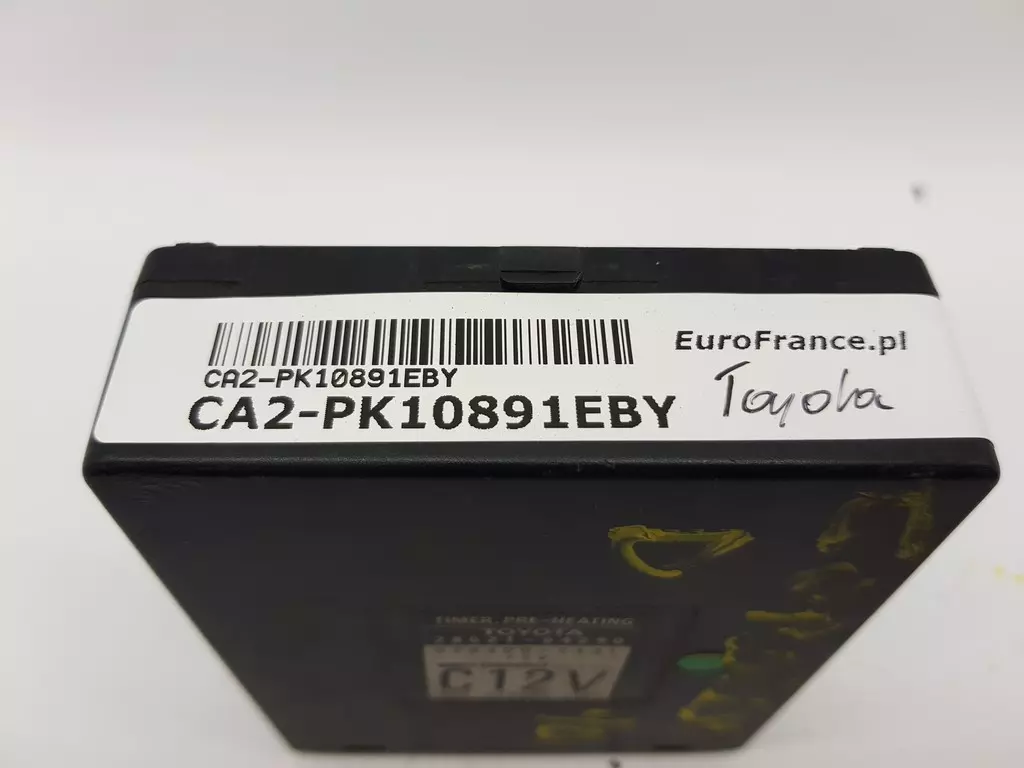 EuroFrance.pl
CA2-PK10891EBY
CA2-PK10891EBY
Toyota
TIMER, PRE-HEATING
TOYOTA
C12V